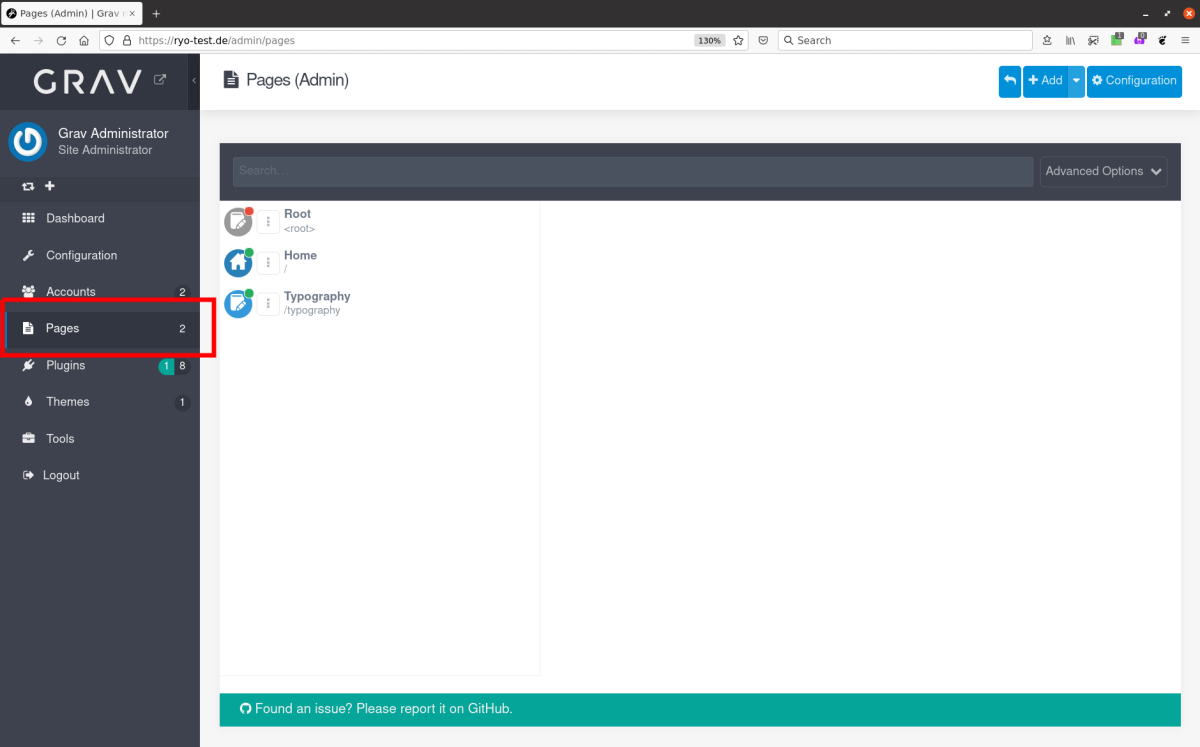 Pages (Admin) | Grav
https://ryo-test.de/admin/pages
130%
Search
1
0
GRAV
Pages (Admin)
Add
Configuration
Grav Administrator
Site Administrator
Search...
Advanced Options
Dashboard
Configuration
Accounts 2
Pages 2
Plugins 1 8
Themes 1
Tools
Logout
Root
<root>
Home
/
Typography
/typography
Found an issue? Please report it on GitHub.